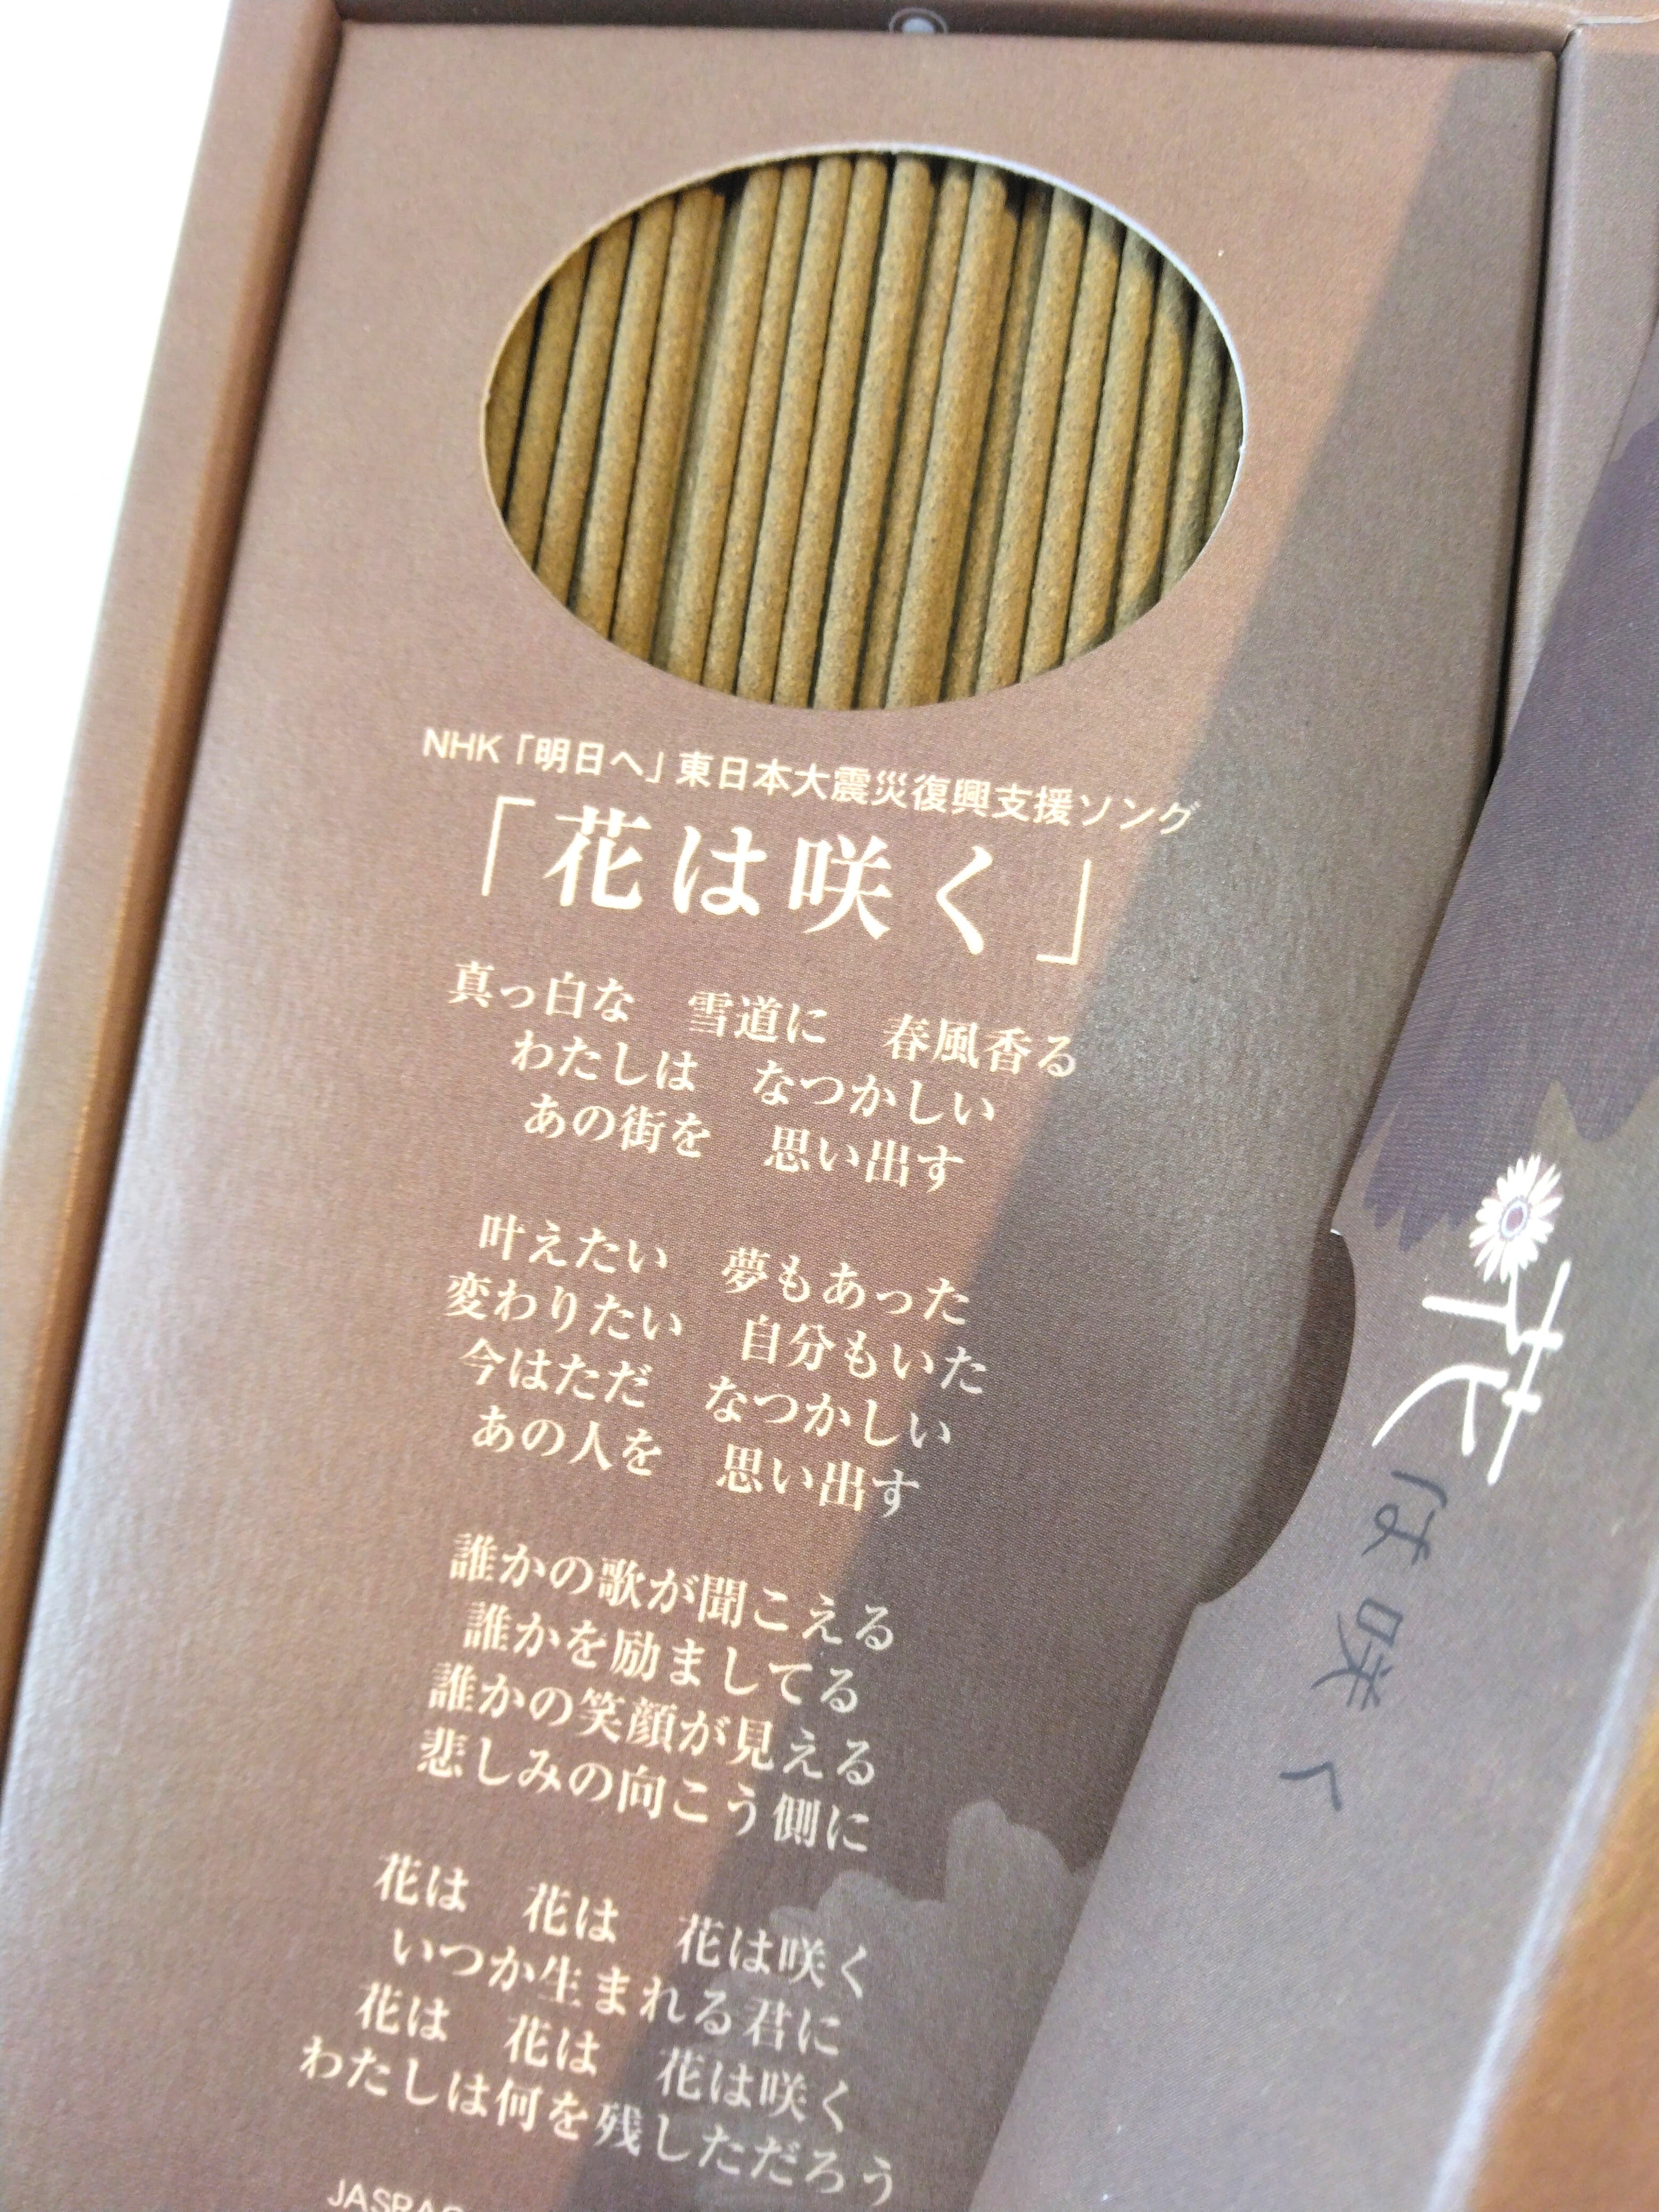 NHK「明日へ」東日本大震災復興支援ソング
「花は咲く」
真っ白な　雪道に　春風香る
わたしは　なつかしい
あの街を　思い出す
叶えたい　夢もあった
変わりたい　自分もいた
今はただ　なつかしい
あの人を　思い出す
誰かの歌が聞こえる
誰かを励ましてる
誰かの笑顔が見える
悲しみの向こう側に
花は　花は　花は咲く
いつか生まれる君に
花は　花は　花は咲く
わたしは何を残しただろう
花は咲く